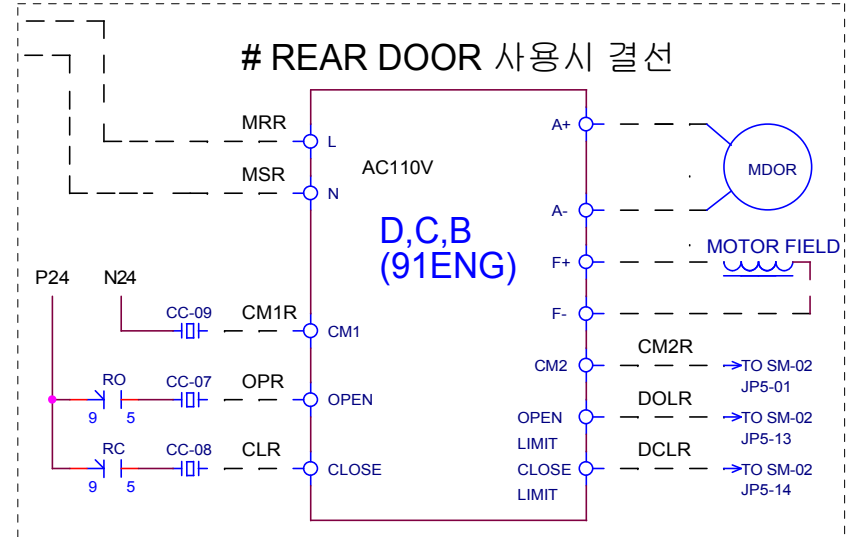 # REAR DOOR 사용시 결선
MRR
L
AC110V
MSR
N
D,C,B
(91ENG)
A+
MDOR
A-
MOTOR FIELD
F+
F-
P24
N24
CC-09
CM1R
CM1
CM2
CM2R
TO SM-02
JP5-01
RO
9
5
CC-07
OPR
OPEN
OPEN
LIMIT
DOLR
TO SM-02
JP5-13
RC
9
5
CC-08
CLR
CLOSE
CLOSE
LIMIT
DCLR
TO SM-02
JP5-14